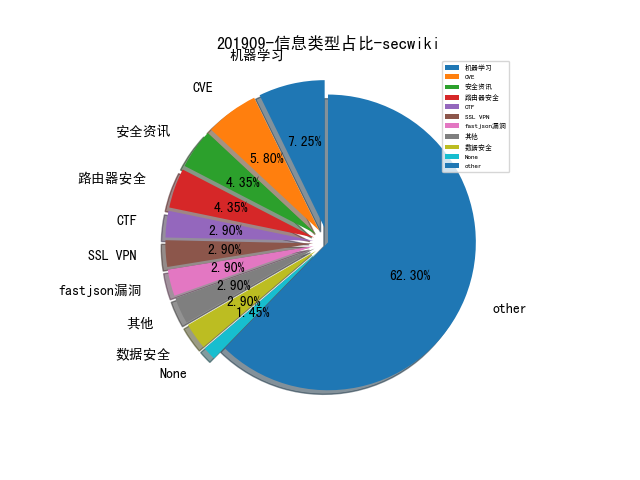 201909-信息类型占比-secwiki
机器学习
CVE
安全资讯
路由器安全
CTF
SSL VPN
fastjson漏洞
其他
数据安全
None
other
7.25%
5.80%
4.35%
4.35%
2.90%
2.90%
2.90%
2.90%
2.90%
1.45%
62.30%
机器学习
CVE
安全资讯
路由器安全
CTF
SSL VPN
fastjson漏洞
其他
数据安全
None
other